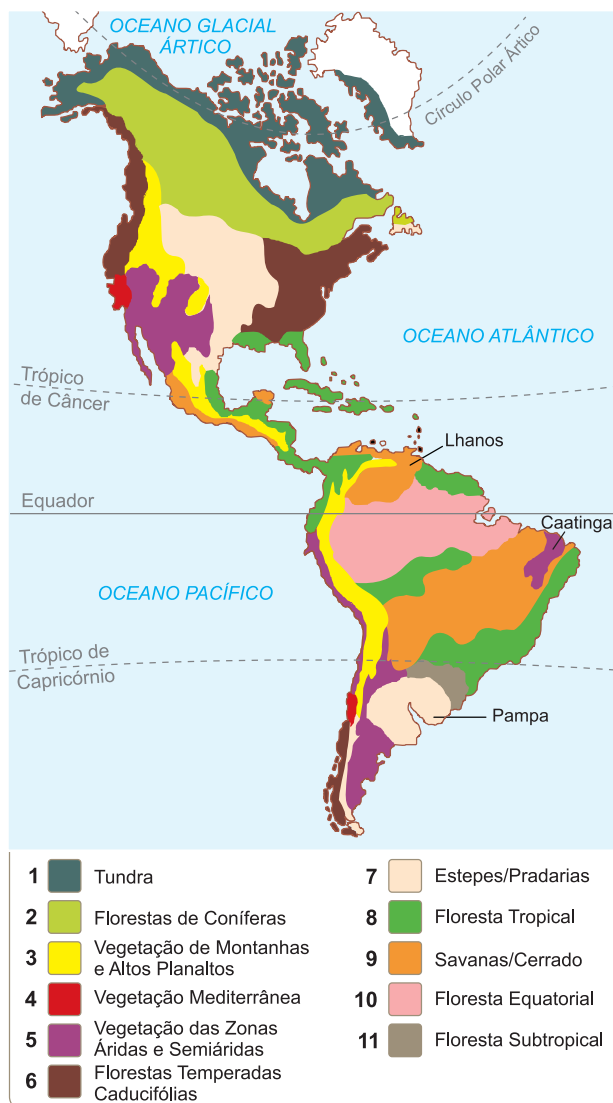 OCEANO GLACIAL
ÁRTICO
Círculo Polar Ártico
OCEANO ATLÂNTICO
Trópico
de Câncer
Lhanos
Equador
Caatinga
OCEANO PACÍFICO
Trópico de
Capricórnio
Pampa
1 Tundra
2 Florestas de Coníferas
3 Vegetação de Montanhas
e Altos Planaltos
4 Vegetação Mediterrânea
5 Vegetação das Zonas
Áridas e Semiáridas
6 Florestas Temperadas
Caducifólias
7 Estepes/Pradarias
8 Floresta Tropical
9 Savanas/Cerrado
10 Floresta Equatorial
11 Floresta Subtropical